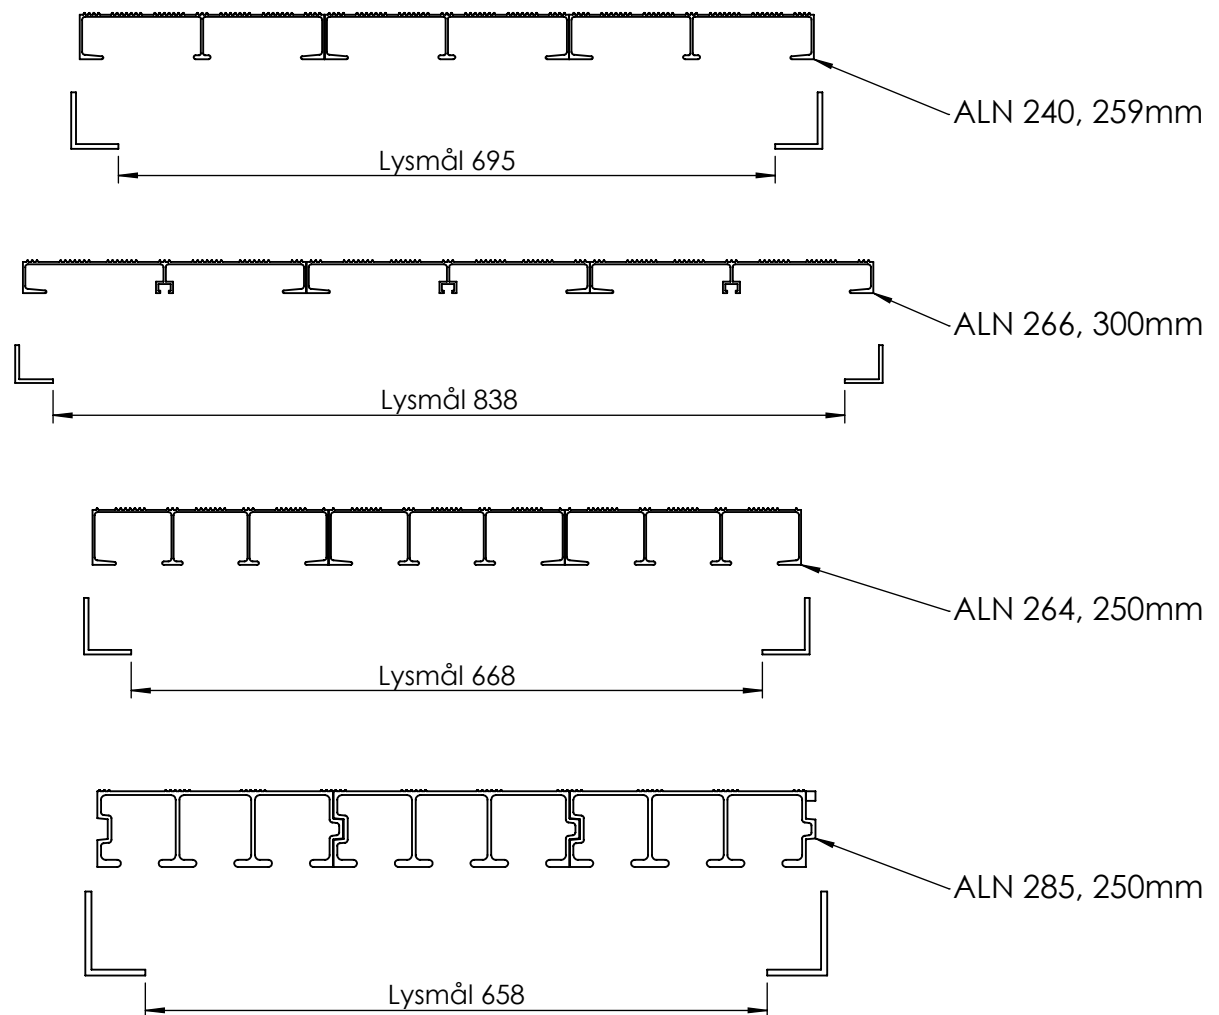 ALN 240, 259mm
Lysmål 695
ALN 266, 300mm
Lysmål 838
ALN 264, 250mm
Lysmål 668
ALN 285, 250mm
Lysmål 658